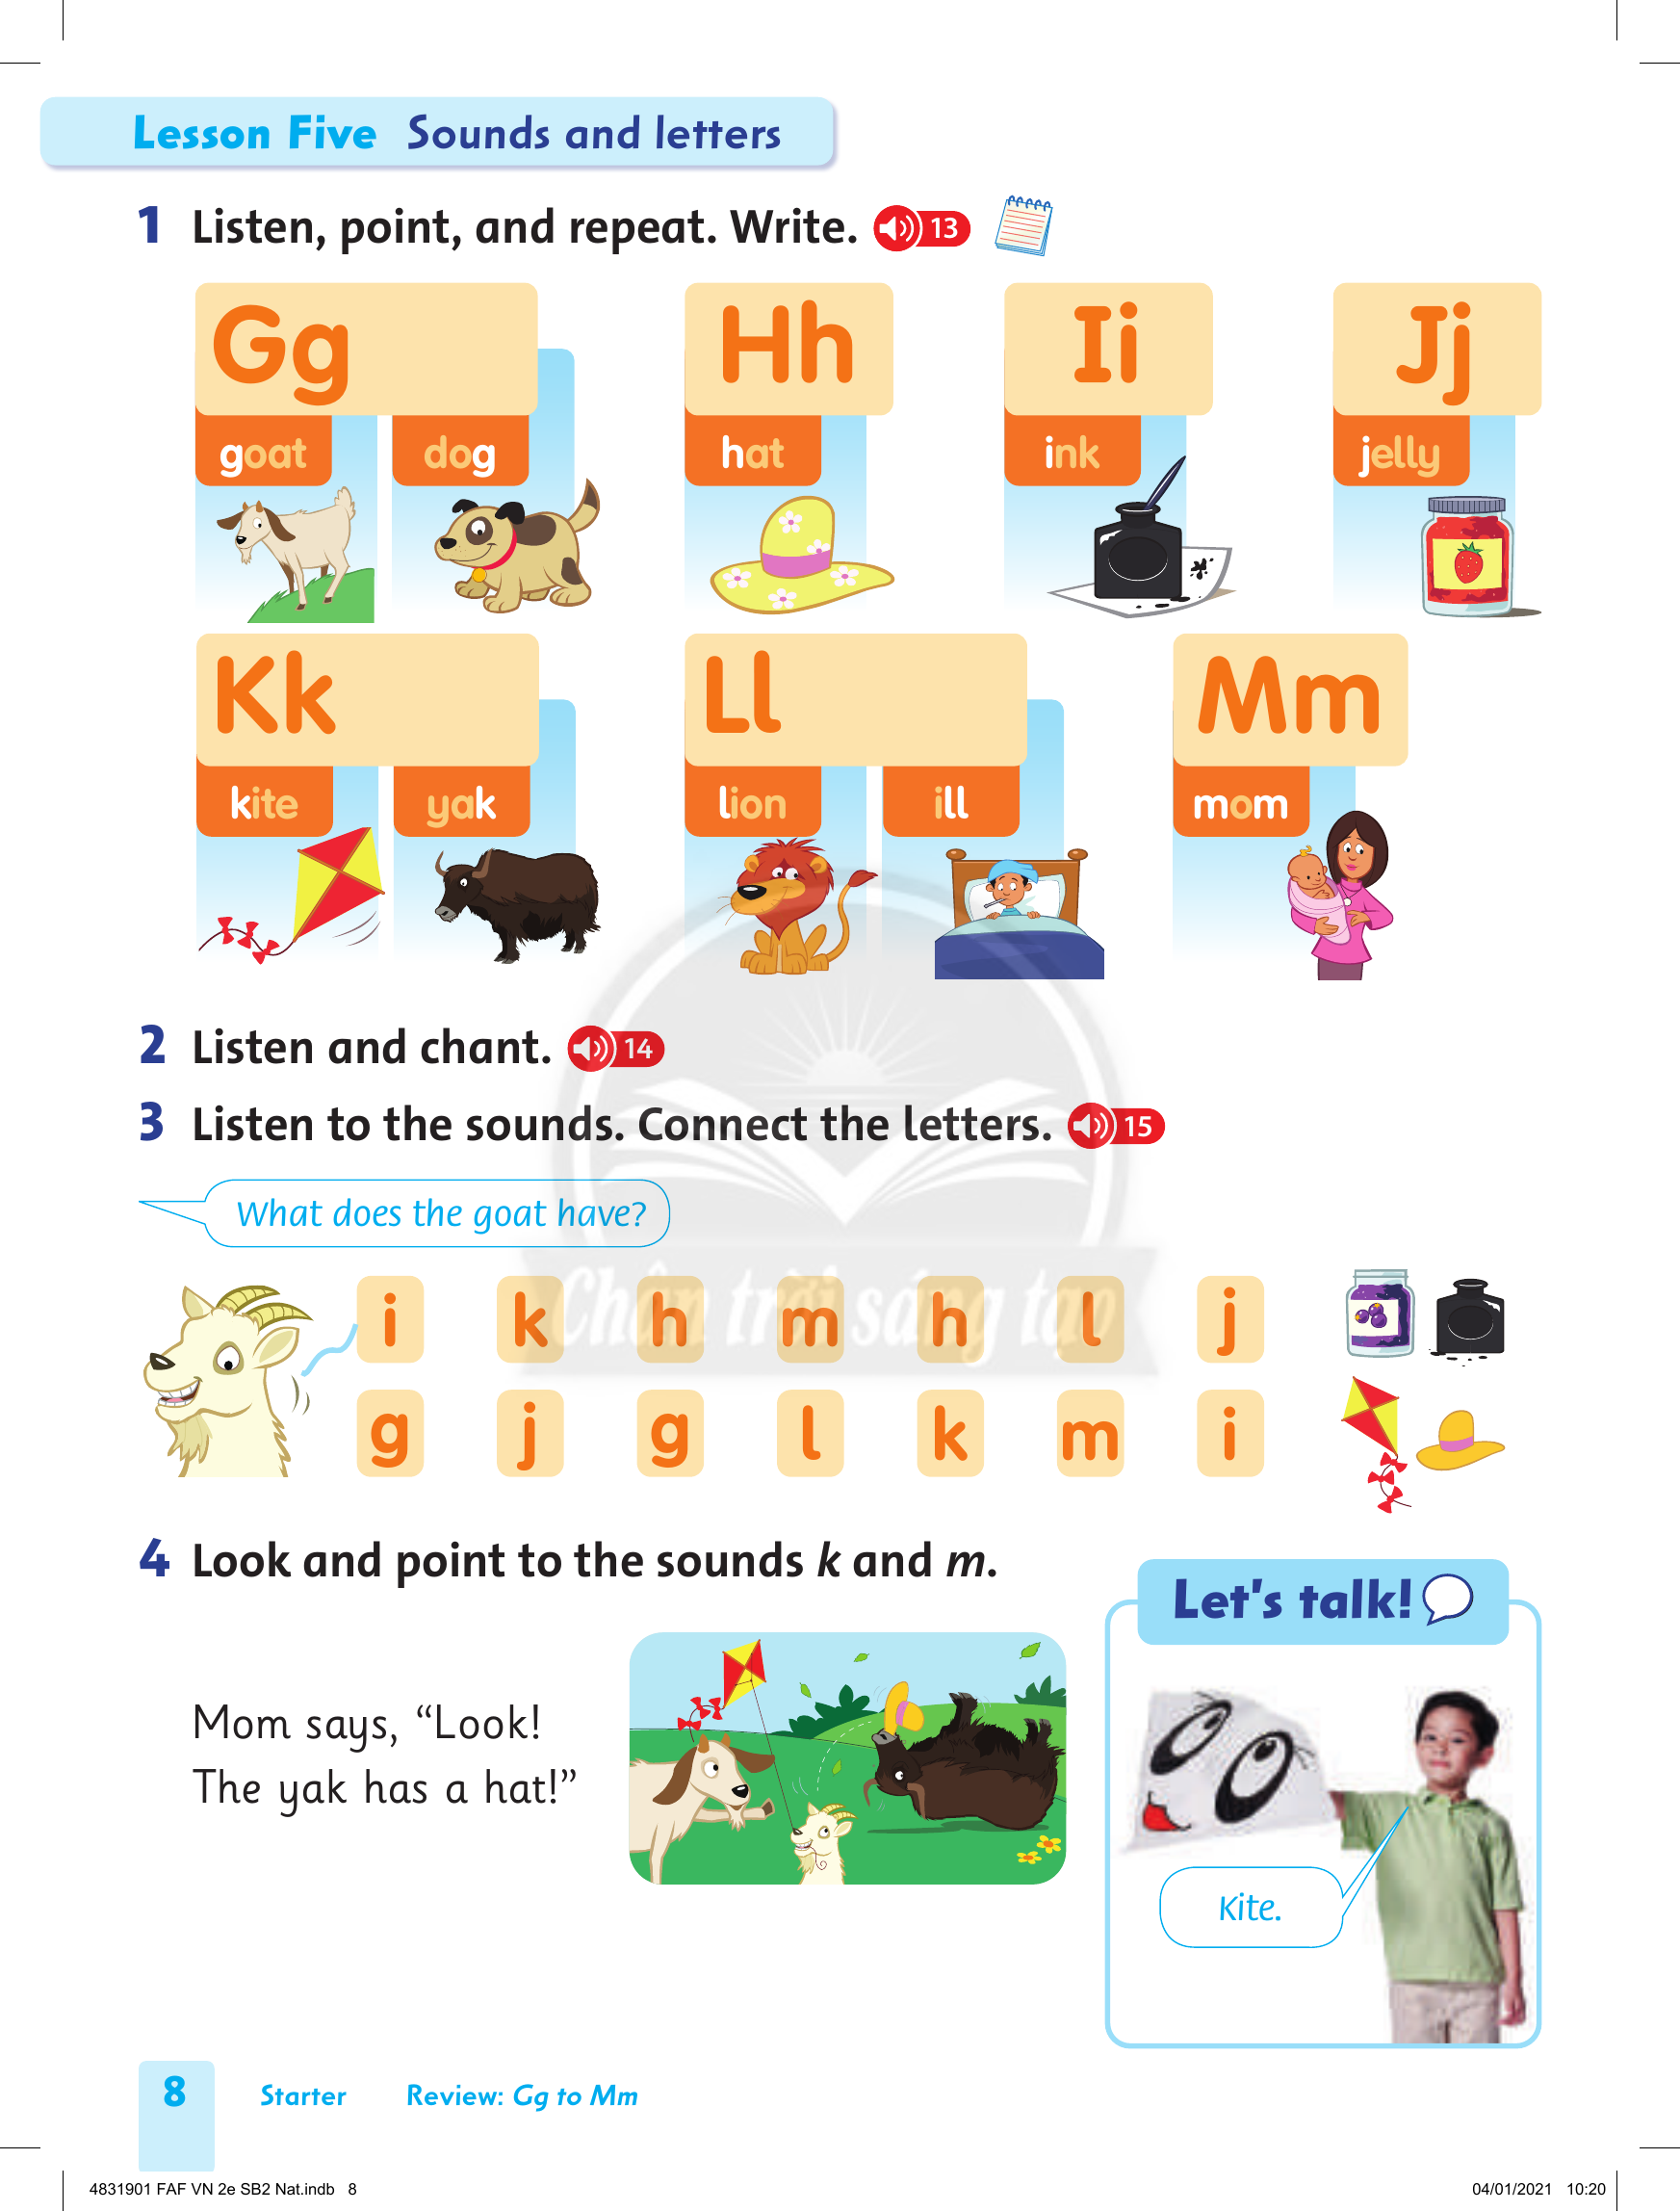 Lesson Five Sounds and letters
1 Listen, point, and repeat. Write. 13
Gg Hh Ii Jj
goat dog hat ink jelly
Kk Ll Mm
kite yak lion ill mom
2 Listen and chant. 14
3 Listen to the sounds. Connect the letters. 15
What does the goat have?
Chân trời sáng tạo
i k h m h l j
g j g l k m i
4 Look and point to the sounds k and m.
Let's talk!
Mom says, “Look!
The yak has a hat!”
Kite.
8 Starter Review: Gg to Mm
4831901 FAF VN 2e SB2 Nat.indb 8 04/01/2021 10:20